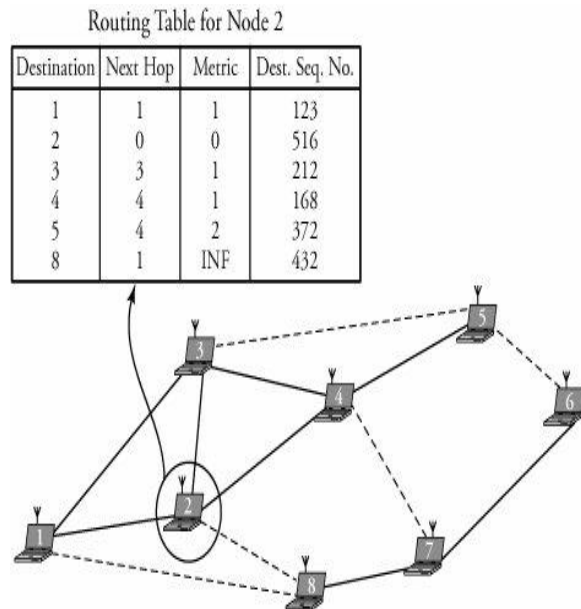 Routing Table for Node 2
Destination Next Hop Metric Dest. Seq. No.
1 1 1 123
2 0 0 516
3 3 1 212
4 4 1 168
5 4 2 372
8 1 INF 432
5
3
4
6
2
1
7
8